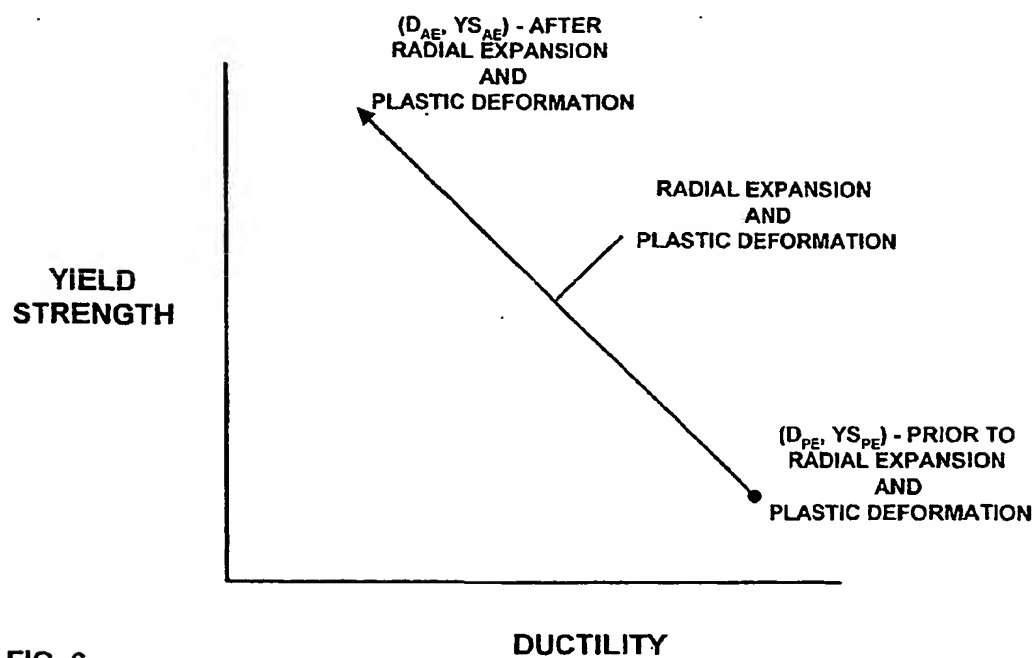 (D_AE, YS_AE) - AFTER
RADIAL EXPANSION
AND
PLASTIC DEFORMATION
RADIAL EXPANSION
AND
PLASTIC DEFORMATION
YIELD
STRENGTH
(D_PE, YS_PE) - PRIOR TO
RADIAL EXPANSION
AND
PLASTIC DEFORMATION
DUCTILITY
FIG.